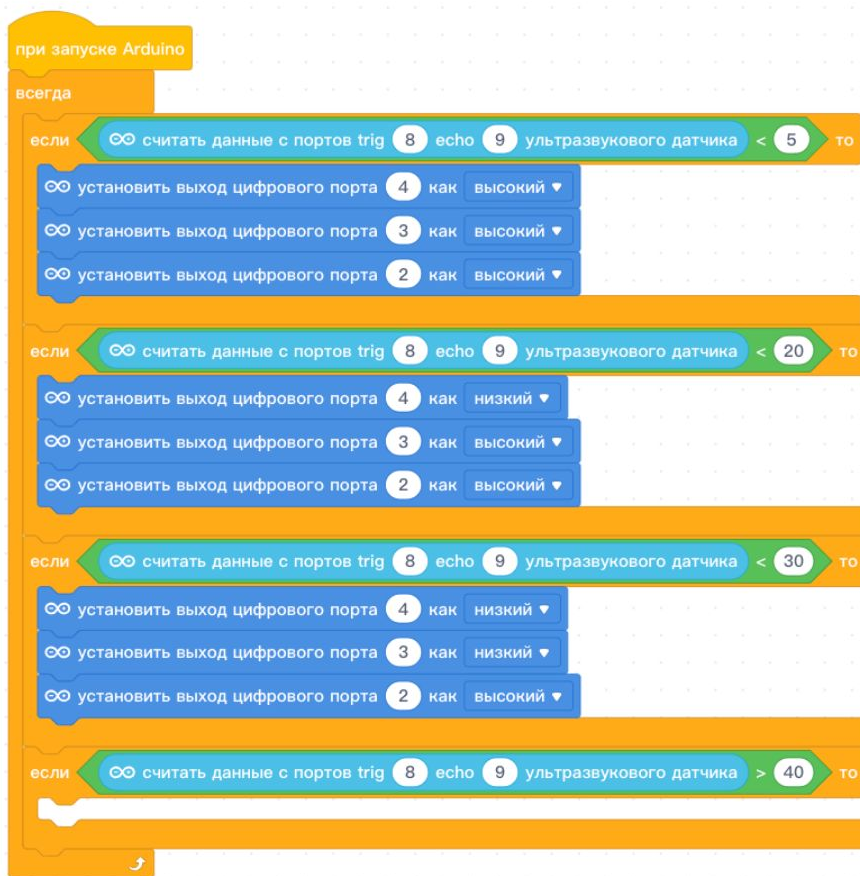 при запуске Arduino
всегда
если считать данные с портов trig 8 echo 9 ультразвукового датчика < 5 то
установить выход цифрового порта 4 как высокий
установить выход цифрового порта 3 как высокий
установить выход цифрового порта 2 как высокий
если считать данные с портов trig 8 echo 9 ультразвукового датчика < 20 то
установить выход цифрового порта 4 как низкий
установить выход цифрового порта 3 как высокий
установить выход цифрового порта 2 как высокий
если считать данные с портов trig 8 echo 9 ультразвукового датчика < 30 то
установить выход цифрового порта 4 как низкий
установить выход цифрового порта 3 как низкий
установить выход цифрового порта 2 как высокий
если считать данные с портов trig 8 echo 9 ультразвукового датчика > 40 то